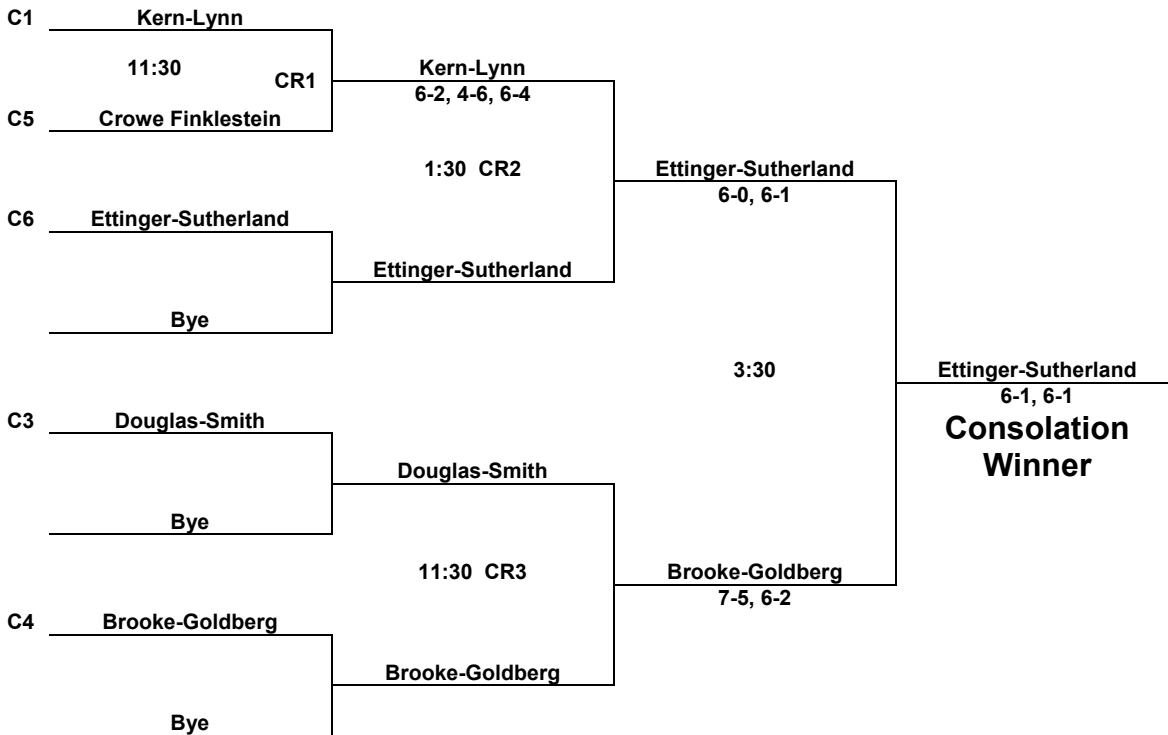 C1 Kern-Lynn
11:30
CR1
Kern-Lynn
6-2, 4-6, 6-4
C5 Crowe Finklestein
1:30 CR2
Ettinger-Sutherland
6-0, 6-1
C6 Ettinger-Sutherland
Ettinger-Sutherland
Bye
3:30
Ettinger-Sutherland
6-1, 6-1
Consolation
Winner
C3 Douglas-Smith
Douglas-Smith
Bye
11:30 CR3
Brooke-Goldberg
7-5, 6-2
C4 Brooke-Goldberg
Brooke-Goldberg
Bye